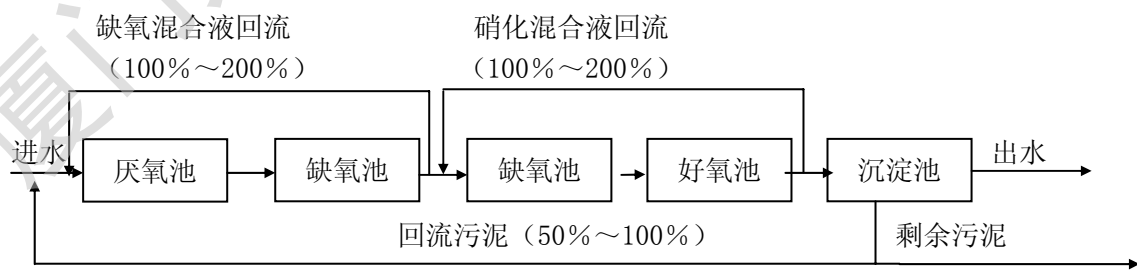 缺氧混合液回流
（100％～200％）
硝化混合液回流
（100％～200％）
进水
厌氧池
缺氧池
缺氧池
好氧池
沉淀池
出水
回流污泥（50％～100％）
剩余污泥
厦门